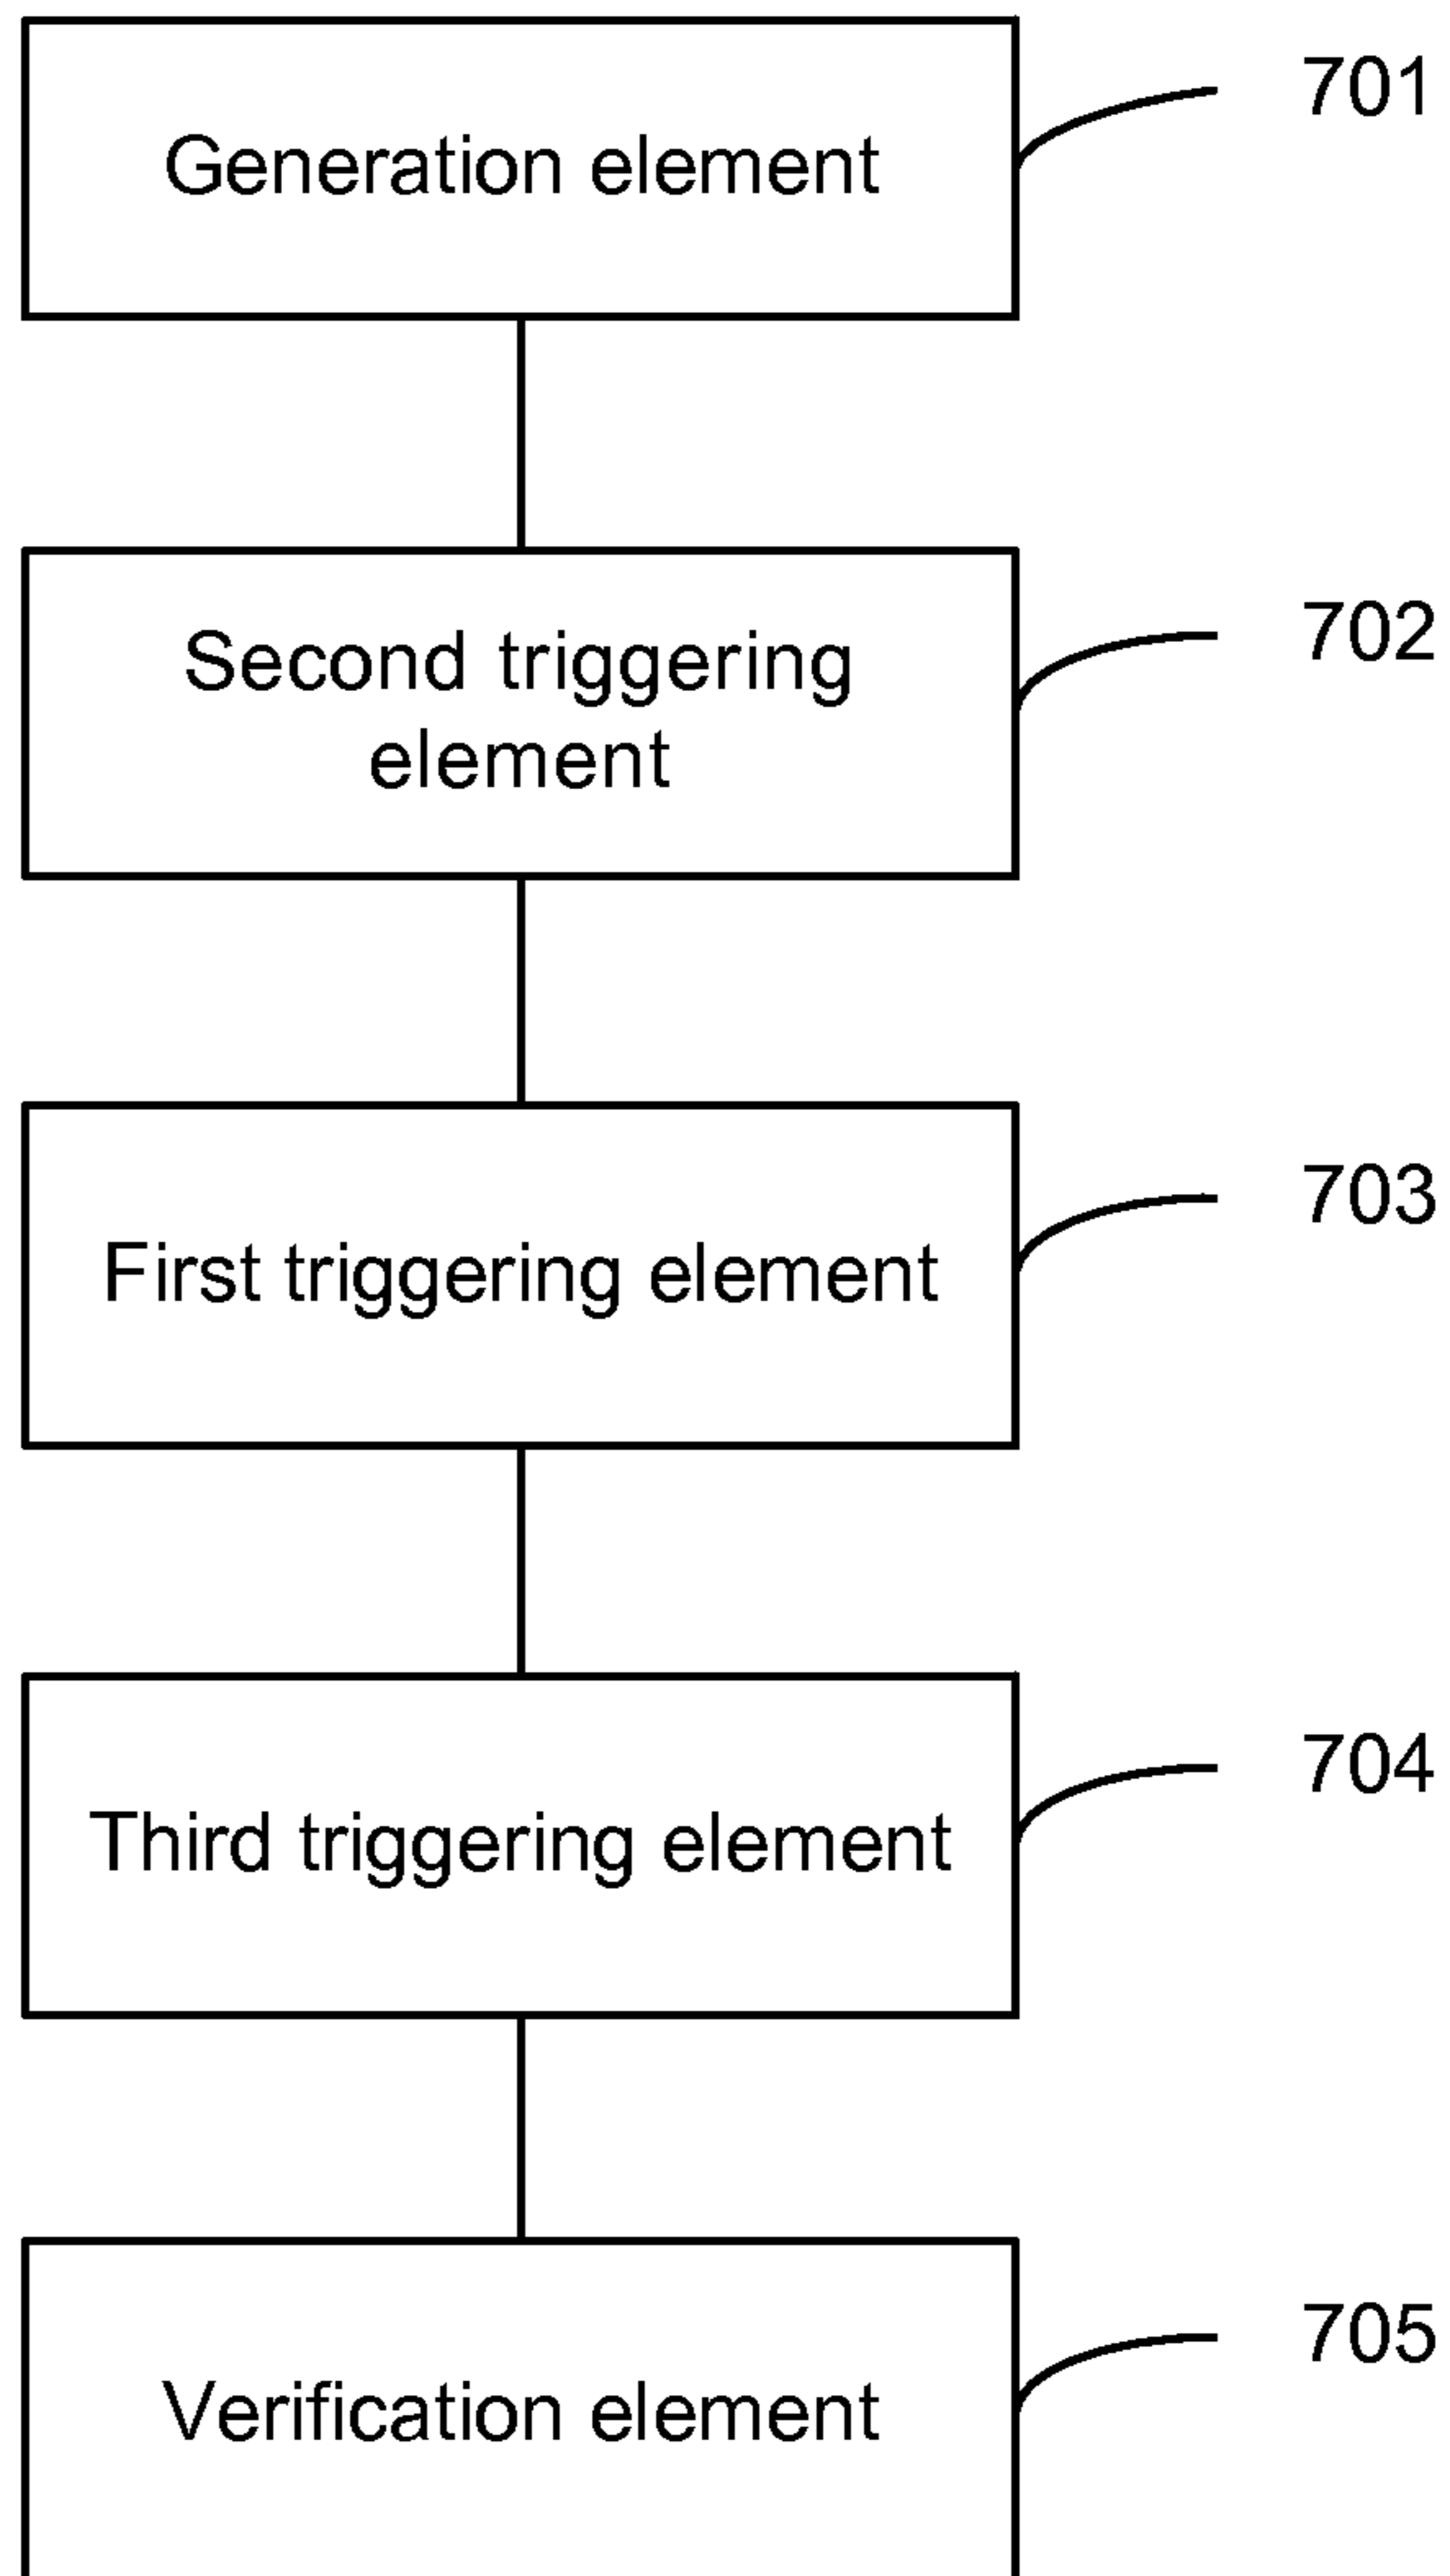 Generation element
701
Second triggering
element
702
First triggering element
703
Third triggering element
704
Verification element
705